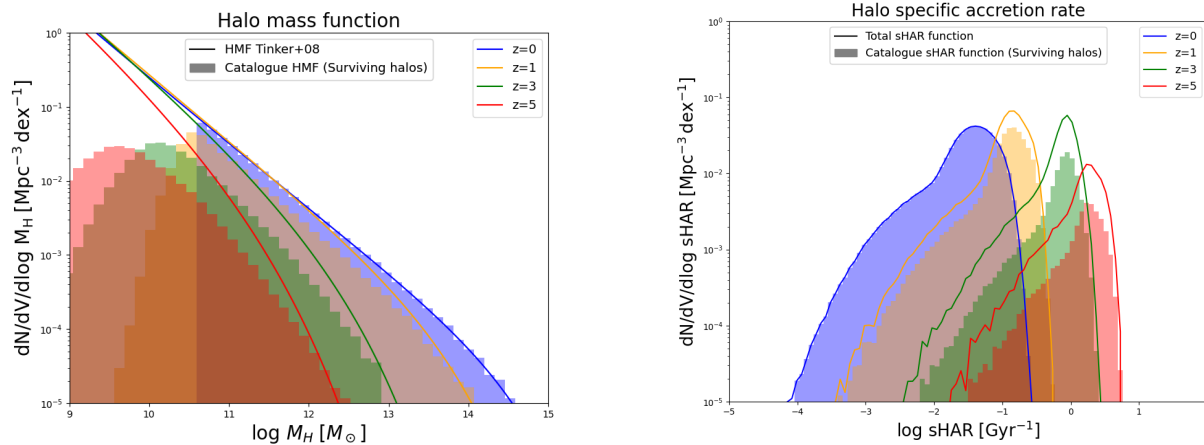 Halo mass function
HMF Tinker+08
Catalogue HMF (Surviving halos)
z=0
z=1
z=3
z=5
dN/dV/dlog M_H [Mpc⁻³ dex⁻¹]
10⁰
10⁻¹
10⁻²
10⁻³
10⁻⁴
10⁻⁵
9 10 11 12 13 14 15
log M_H [M_⊙]
Halo specific accretion rate
Total sHAR function
Catalogue sHAR function (Surviving halos)
z=0
z=1
z=3
z=5
dN/dV/dlog sHAR [Mpc⁻³ dex⁻¹]
10⁰
10⁻¹
10⁻²
10⁻³
10⁻⁴
10⁻⁵
−5 −4 −3 −2 −1 0 1
log sHAR [Gyr⁻¹]